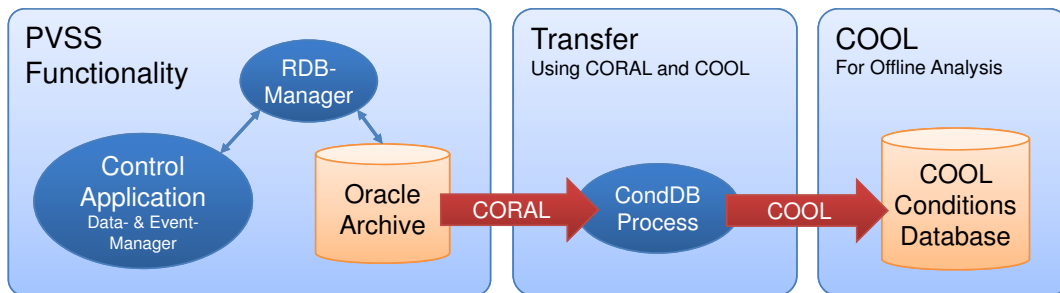 PVSS
Functionality
RDB-
Manager
Control
Application
Data- & Event-
Manager
Oracle
Archive
CORAL
Transfer
Using CORAL and COOL
CondDB
Process
COOL
COOL
For Offline Analysis
COOL
Conditions
Database